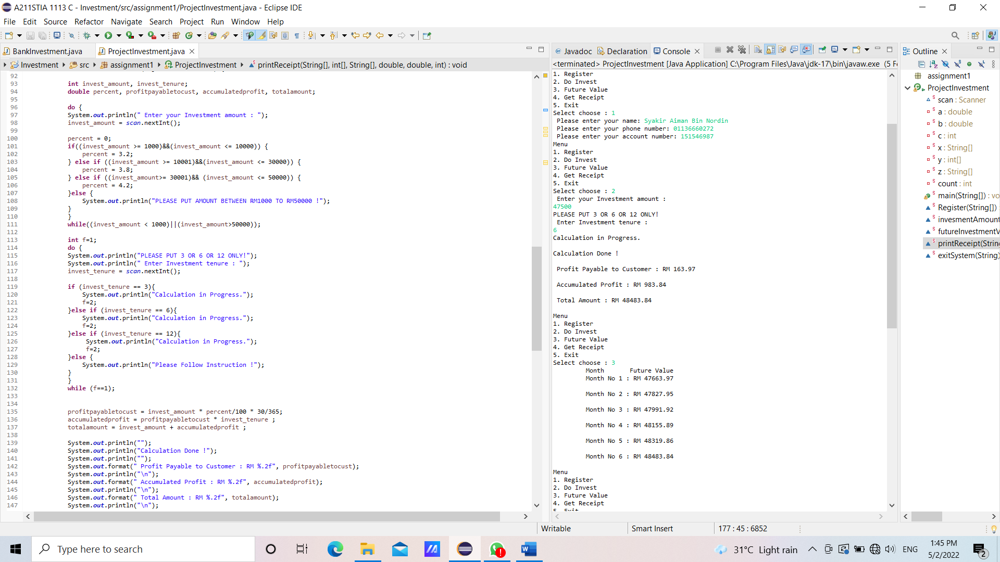 A211STIA 1113 C - Investment/src/assignment1/ProjectInvestment.java - Eclipse IDE
File Edit Source Refactor Navigate Search Project Run Window Help
BankInvestment.java
ProjectInvestment.java
Investment src assignment1 ProjectInvestment printReceipt(String[], int[], String[], double, double, int) : void
92
93 int invest_amount, invest_tenure;
94 double percent, profitpayabletocust, accumulatedprofit, totalamount;
95
96 do {
97 System.out.println(" Enter your Investment amount : ");
98 invest_amount = scan.nextInt();
99
100 percent = 0;
101 if((invest_amount >= 1000)&&(invest_amount <= 10000)) {
102 percent = 3.2;
103 } else if ((invest_amount >= 10001)&&(invest_amount <= 30000)) {
104 percent = 3.8;
105 } else if ((invest_amount>= 30001)&& (invest_amount <= 50000)) {
106 percent = 4.2;
107 }else {
108 System.out.println("PLEASE PUT AMOUNT BETWEEN RM1000 TO RM50000 !");
109 }
110 }
111 while((invest_amount < 1000)||(invest_amount>50000));
112
113 int f=1;
114 do {
115 System.out.println("PLEASE PUT 3 OR 6 OR 12 ONLY!");
116 System.out.println(" Enter Investment tenure : ");
117 invest_tenure = scan.nextInt();
118
119 if (invest_tenure == 3){
120 System.out.println("Calculation in Progress.");
121 f=2;
122 }else if (invest_tenure == 6){
123 System.out.println("Calculation in Progress.");
124 f=2;
125 }else if (invest_tenure == 12){
126 System.out.println("Calculation in Progress.");
127 f=2;
128 }else {
129 System.out.println("Please Follow Instruction !");
130 }
131 }
132 while (f==1);
133
134
135 profitpayabletocust = invest_amount * percent/100 * 30/365;
136 accumulatedprofit = profitpayabletocust * invest_tenure ;
137 totalamount = invest_amount + accumulatedprofit ;
138
139 System.out.println("");
140 System.out.println("Calculation Done !");
141 System.out.println("");
142 System.out.format(" Profit Payable to Customer : RM %.2f", profitpayabletocust);
143 System.out.println("\n");
144 System.out.format(" Accumulated Profit : RM %.2f", accumulatedprofit);
145 System.out.println("\n");
146 System.out.format(" Total Amount : RM %.2f", totalamount);
147 System.out.println("\n");
Javadoc Declaration Console
<terminated> ProjectInvestment [Java Application] C:\Program Files\Java\jdk-17\bin\javaw.exe (5 F
1. Register
2. Do Invest
3. Future Value
4. Get Receipt
5. Exit
Select choose : 1
Please enter your name: Syakir Aiman Bin Nordin
Please enter your phone number: 01136660272
Please enter your account number: 151546987
Menu
1. Register
2. Do Invest
3. Future Value
4. Get Receipt
5. Exit
Select choose : 2
Enter your Investment amount :
47500
PLEASE PUT 3 OR 6 OR 12 ONLY!
Enter Investment tenure :
6
Calculation in Progress.
Calculation Done !
Profit Payable to Customer : RM 163.97
Accumulated Profit : RM 983.84
Total Amount : RM 48483.84
Menu
1. Register
2. Do Invest
3. Future Value
4. Get Receipt
5. Exit
Select choose : 3
Month Future Value
Month No 1 : RM 47663.97
Month No 2 : RM 47827.95
Month No 3 : RM 47991.92
Month No 4 : RM 48155.89
Month No 5 : RM 48319.86
Month No 6 : RM 48483.84
Menu
1. Register
2. Do Invest
3. Future Value
4. Get Receipt
5. Exit
Outline
assignment1
ProjectInvestment
scan : Scanner
a : double
b : double
c : int
x : String[]
y : int[]
z : String[]
count : int
main(String[]) : vo
Register(String[])
invesmentAmount
futureInvestmentV
printReceipt(Strin
exitSystem(String)
Writable Smart Insert 177 : 45 : 6852
Type here to search
31°C Light rain ENG
1:45 PM
5/2/2022
2